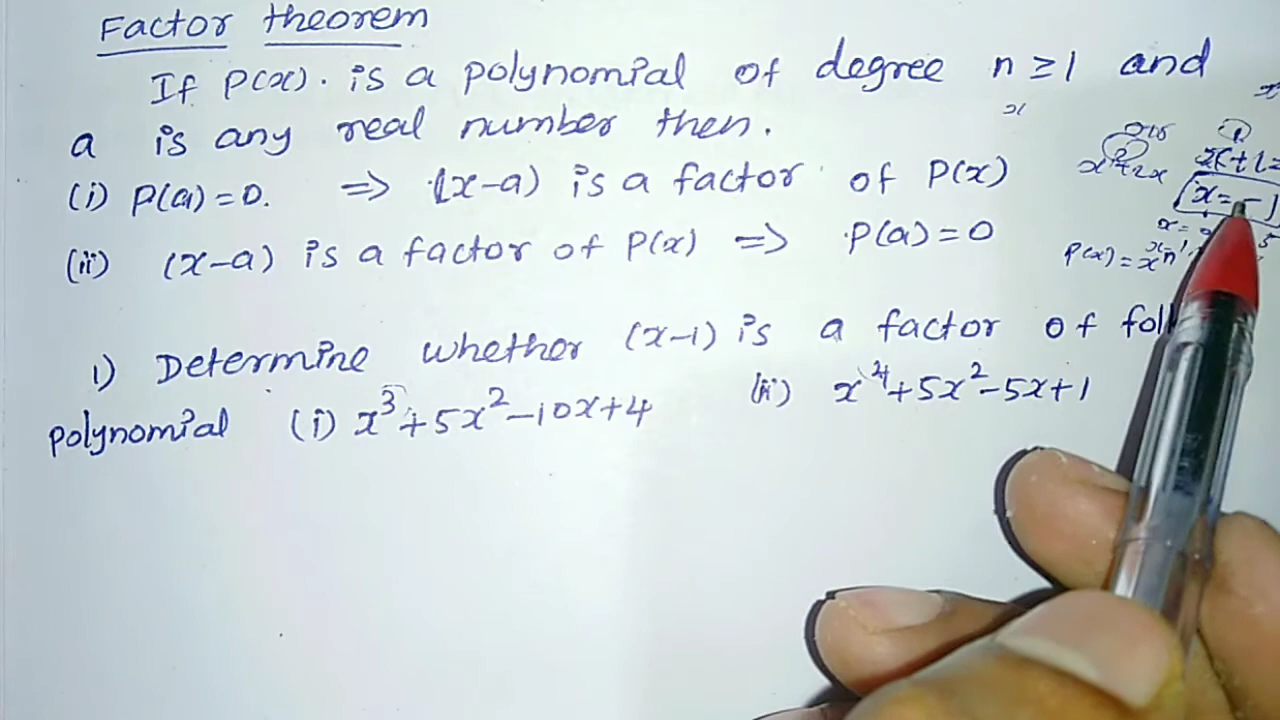 Factor theorem
If P(x). is a polynomial of degree n ≥ 1 and
a is any real number then.
(i) P(a) = 0. ⇒ (x-a) is a factor of P(x)
(ii) (x-a) is a factor of P(x) ⇒ P(a) = 0
1) Determine whether (x-1) is a factor of
polynomial (i) x³+5x²-10x+4 (ii) x⁴+5x²-5x+1